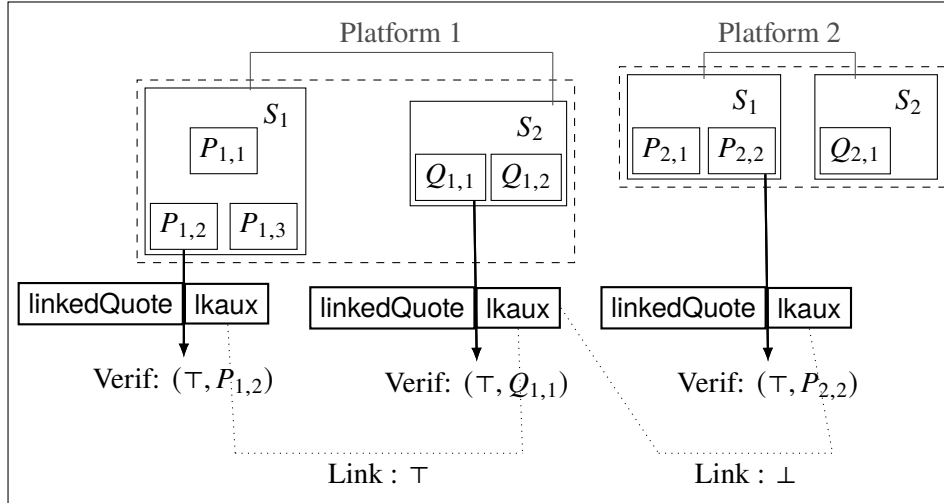 Platform 1 Platform 2
S₁ S₂ S₁ S₂
P₁,₁ Q₁,₁ Q₁,₂ P₂,₁ P₂,₂ Q₂,₁
P₁,₂ P₁,₃
linkedQuote lkaux linkedQuote lkaux linkedQuote lkaux
Verif: (⊤, P₁,₂) Verif: (⊤, Q₁,₁) Verif: (⊤, P₂,₂)
Link : ⊤ Link : ⊥